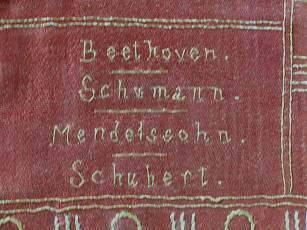 Beethoven.
Schumann.
Mendelssohn.
Schubert.